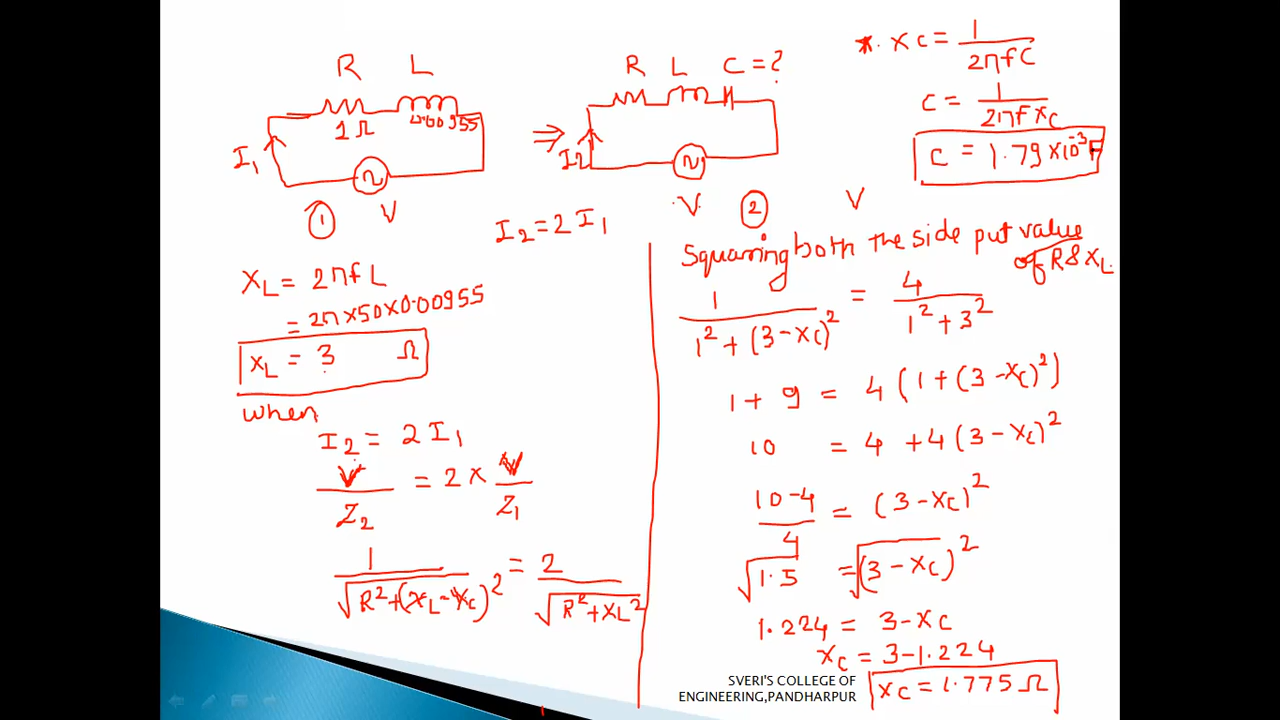 R L
1Ω 0.00955
I1
1 V
R L C = ?
⇒ I2
V 2 V
I2 = 2 I1
XL = 2πfL
= 2π×50×0.00955
XL = 3 Ω
when
I2 = 2 I1
V/Z2 = 2 × V/Z1
1/√(R²+(XL-XC)²) = 2/√(R²+XL²)
*. XC = 1/2πfC
C = 1/2πfXC
C = 1.79 ×10⁻³ F
Squaring both the side put value
of R & XL.
1/(1²+(3-XC)²) = 4/(1²+3²)
1+ 9 = 4 (1+(3-XC)²)
10 = 4 +4(3-XC)²
10-4/4 = (3-XC)²
√1.5 = √(3-XC)²
1.224 = 3-XC
XC = 3-1.224
XC = 1.775 Ω
SVERI'S COLLEGE OF
ENGINEERING,PANDHARPUR